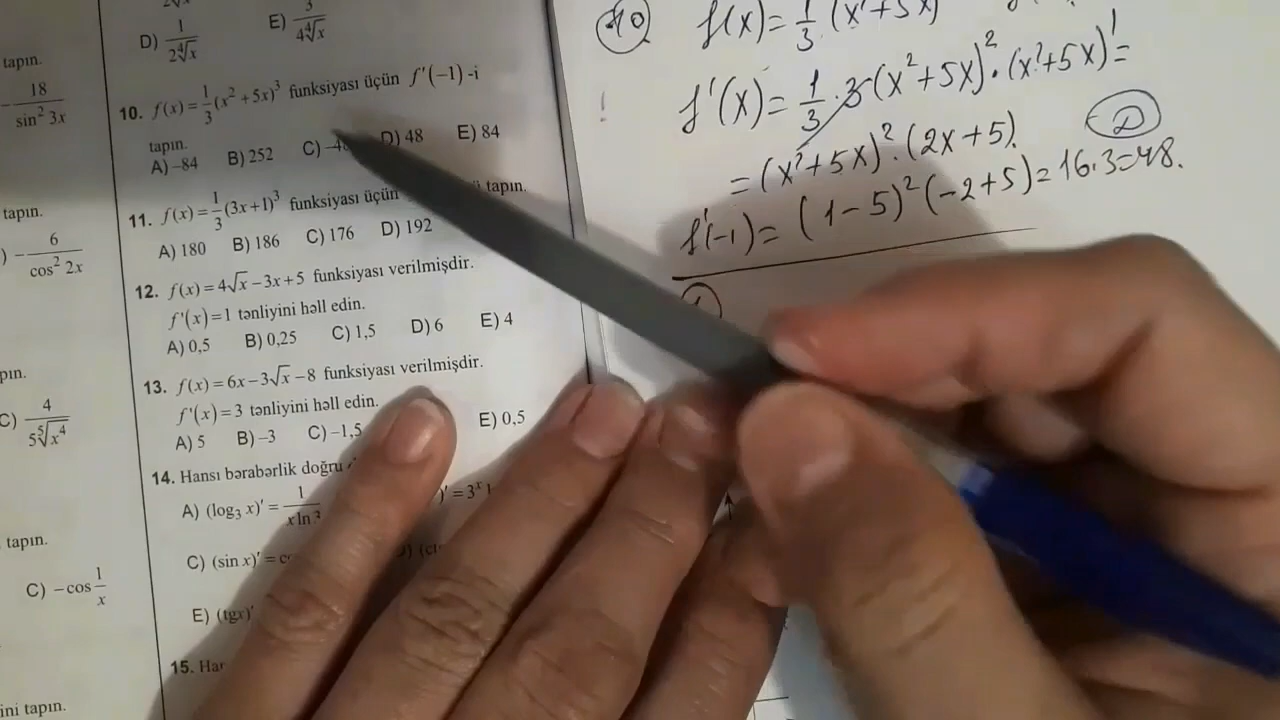 tapın.
-18/sin² 3x
tapın.
) -6/cos² 2x
pın.
C) 4/(5⁵√x⁴)
tapın.
C) -cos 1/x
ini tapın.
D) 1/(2⁴√x) E) 3/(4⁴√x)
10. f(x)=1/3(x²+5x)³ funksiyası üçün f'(−1) -i
tapın.
A) −84 B) 252 C) −4 D) 48 E) 84
11. f(x)=1/3(3x+1)³ funksiyası üçün tapın.
A) 180 B) 186 C) 176 D) 192
12. f(x)=4√x−3x+5 funksiyası verilmişdir.
f'(x)=1 tənliyini həll edin.
A) 0,5 B) 0,25 C) 1,5 D) 6 E) 4
13. f(x)=6x−3√x−8 funksiyası verilmişdir.
f'(x)=3 tənliyini həll edin.
A) 5 B) −3 C) −1,5 E) 0,5
14. Hansı bərabərlik doğru
A) (log₃ x)'= 1/(x ln )'=3ˣ l
C) (sin x)'=c ) (ct
E) (tgx)'
15. Har
10 f(x)=1/3(x²+5x)
f'(x)=1/3·3(x²+5x)²·(x²+5x)'=
=(x²+5x)²·(2x+5). D
f'(-1)=(1-5)²(-2+5)=16·3=48.